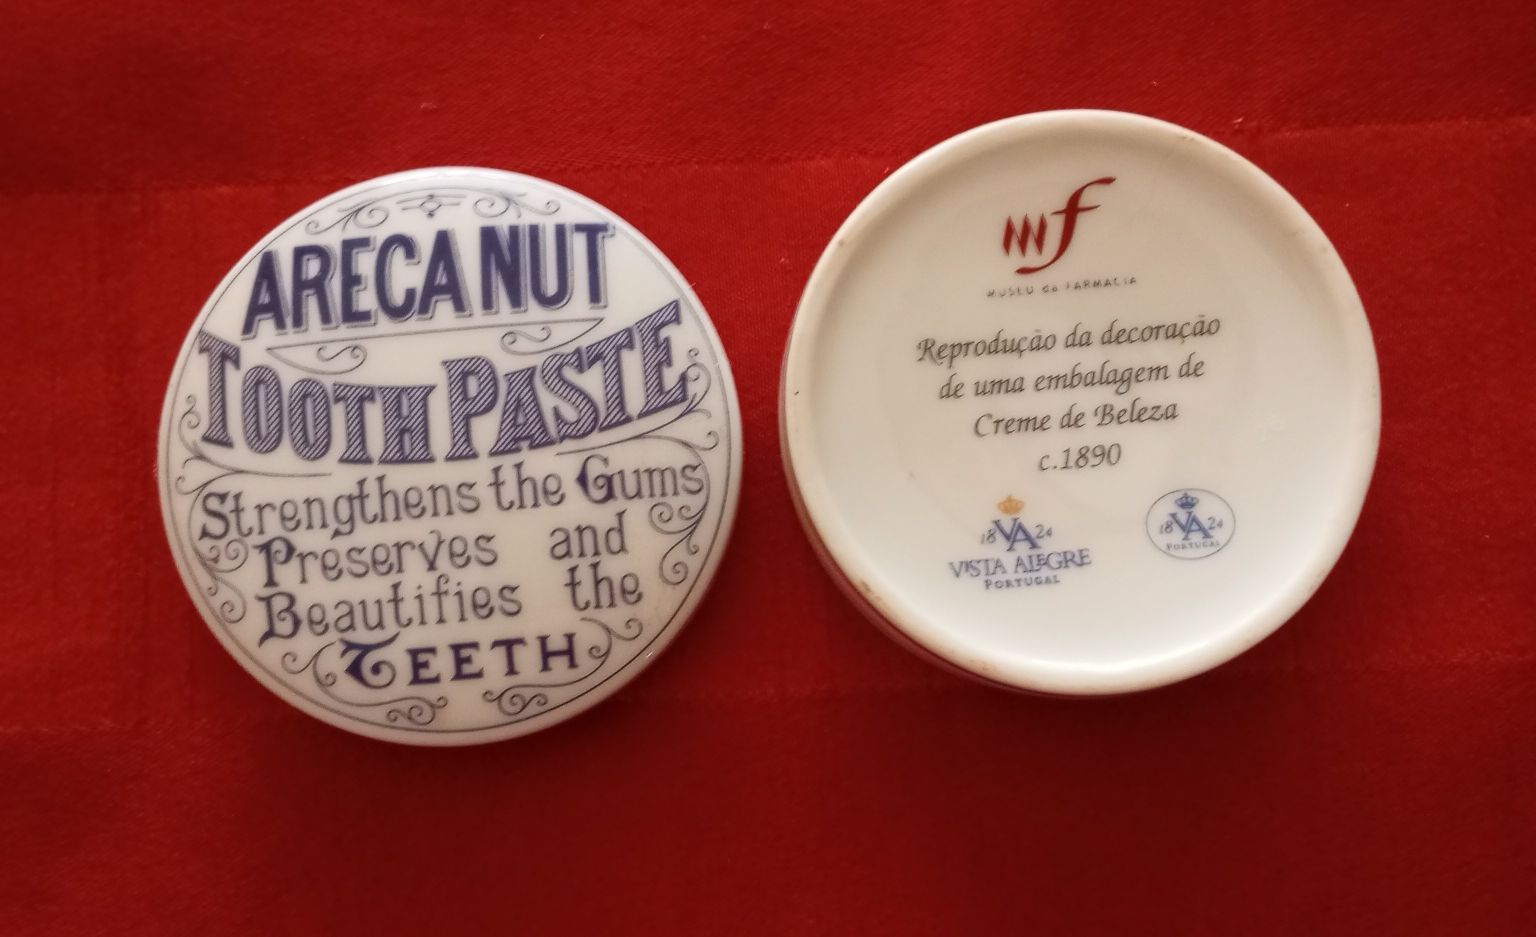 ARECA NUT
TOOTH PASTE
Strengthens the Gums
Preserves and
Beautifies the
TEETH
mf
MUSEU da FARMACIA
Reprodução da decoração
de uma embalagem de
Creme de Beleza
c.1890
18 VA 24
VISTA ALEGRE
PORTUGAL
18 VA 24
PORTUGAL